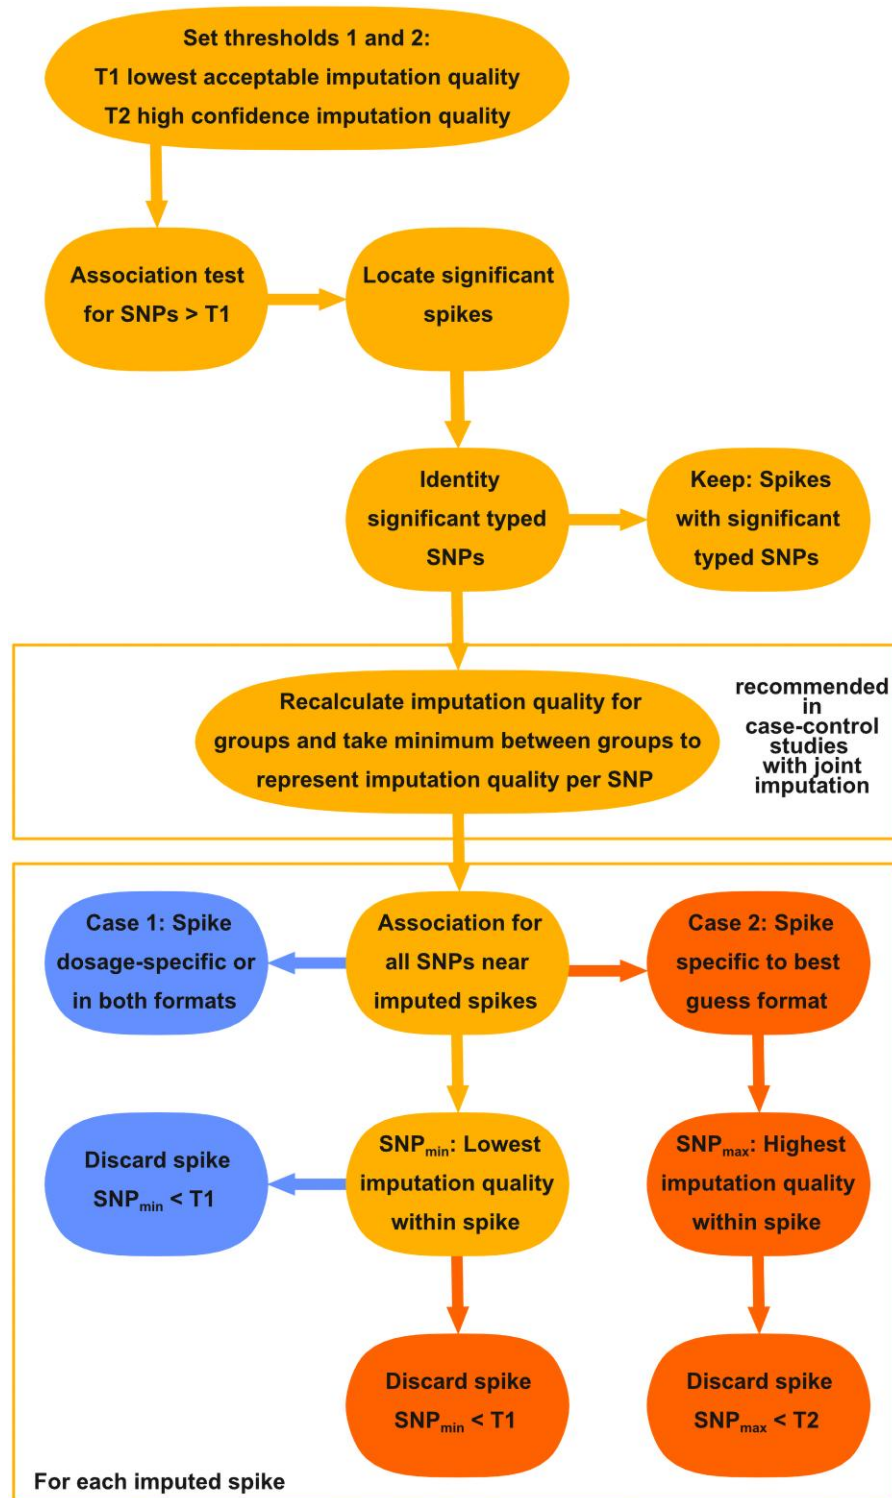 Set thresholds 1 and 2:
T1 lowest acceptable imputation quality
T2 high confidence imputation quality
Association test
for SNPs > T1
Locate significant
spikes
Identity
significant typed
SNPs
Keep: Spikes
with significant
typed SNPs
Recalculate imputation quality for
groups and take minimum between groups to
represent imputation quality per SNP
recommended
in
case-control
studies
with joint
imputation
Case 1: Spike
dosage-specific or
in both formats
Association for
all SNPs near
imputed spikes
Case 2: Spike
specific to best
guess format
Discard spike
SNPmin < T1
SNPmin: Lowest
imputation quality
within spike
SNPmax: Highest
imputation quality
within spike
Discard spike
SNPmin < T1
Discard spike
SNPmax < T2
For each imputed spike